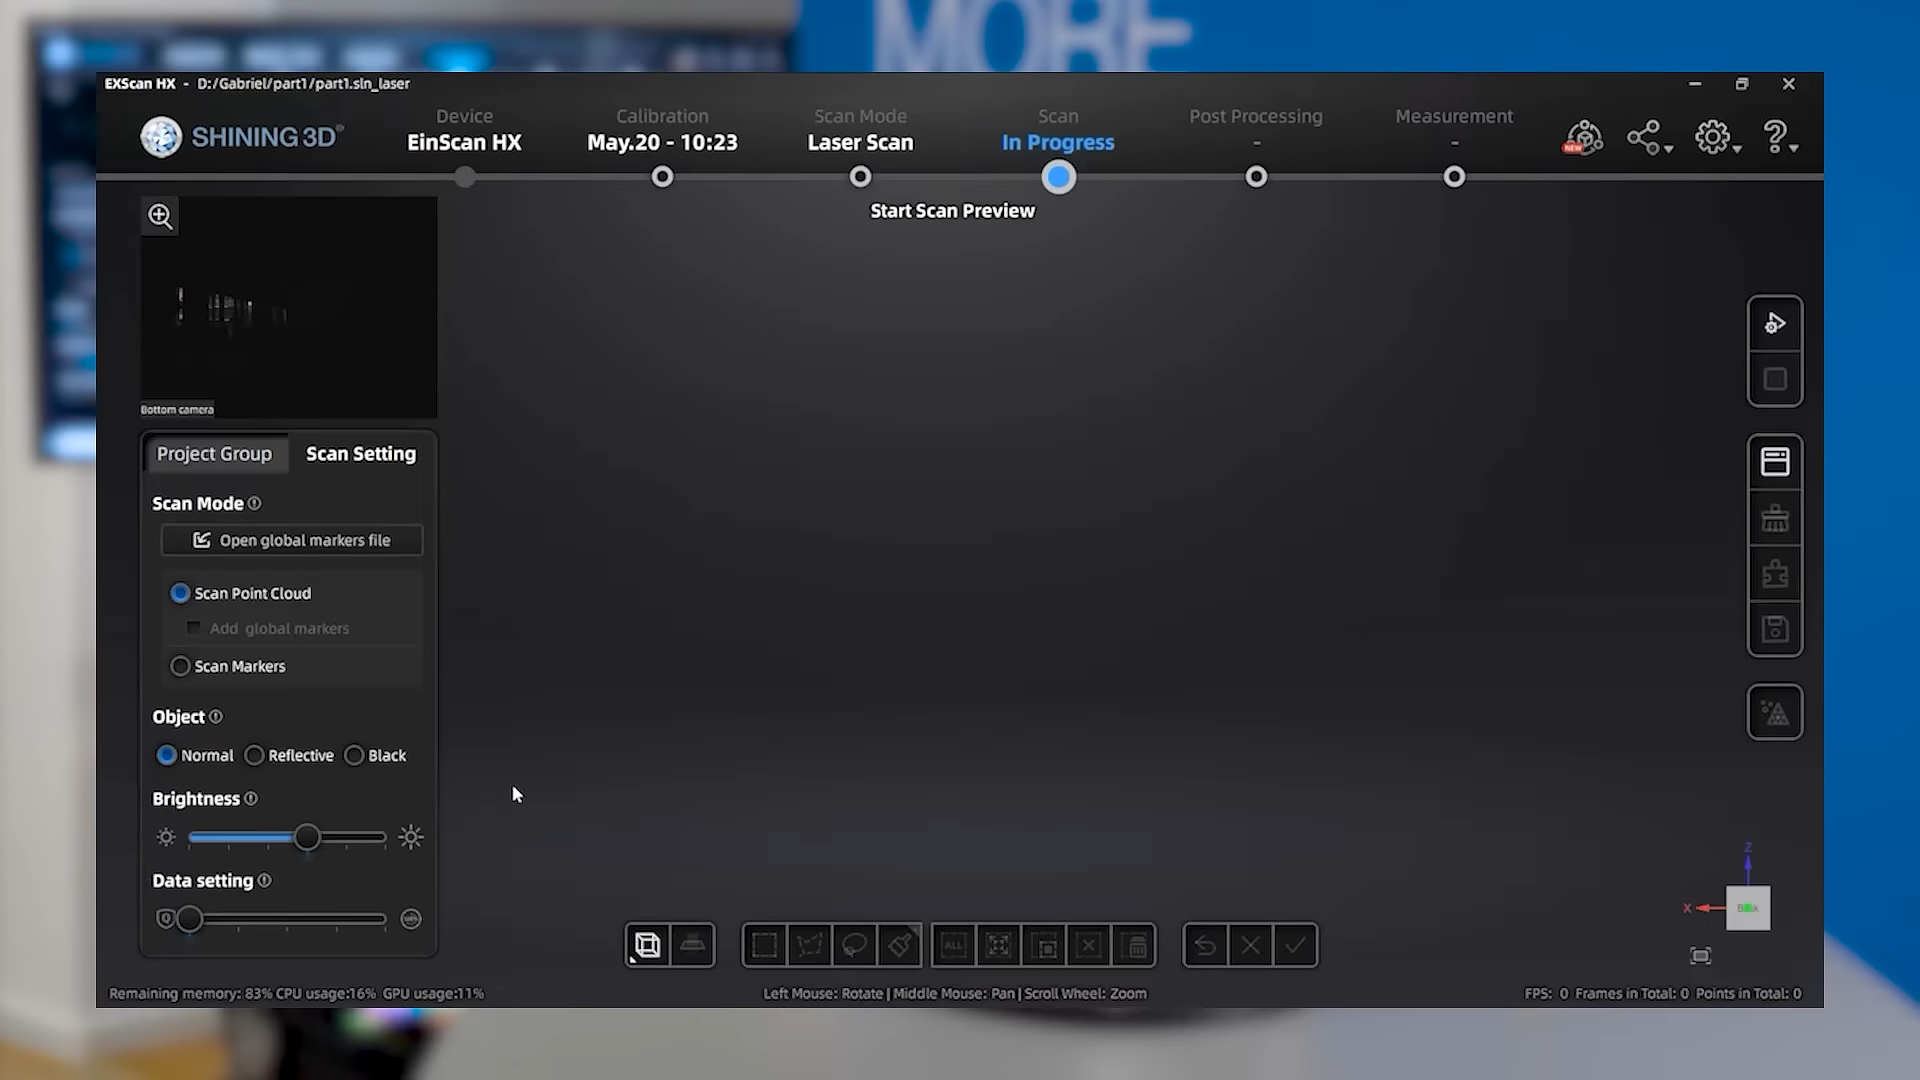 MORE
EXScan HX - D:/Gabriel/part1/part1.sln_laser
SHINING 3D®
Device
EinScan HX
Calibration
May.20 - 10:23
Scan Mode
Laser Scan
Scan
In Progress
Post Processing
-
Measurement
-
NEW
Start Scan Preview
Bottom camera
Project Group
Scan Setting
Scan Mode
Open global markers file
Scan Point Cloud
Add global markers
Scan Markers
Object
Normal
Reflective
Black
Brightness
Data setting
ALL
Z
X
Remaining memory: 83% CPU usage:16% GPU usage:11%
Left Mouse: Rotate | Middle Mouse: Pan | Scroll Wheel: Zoom
FPS: 0 Frames in Total: 0 Points in Total: 0